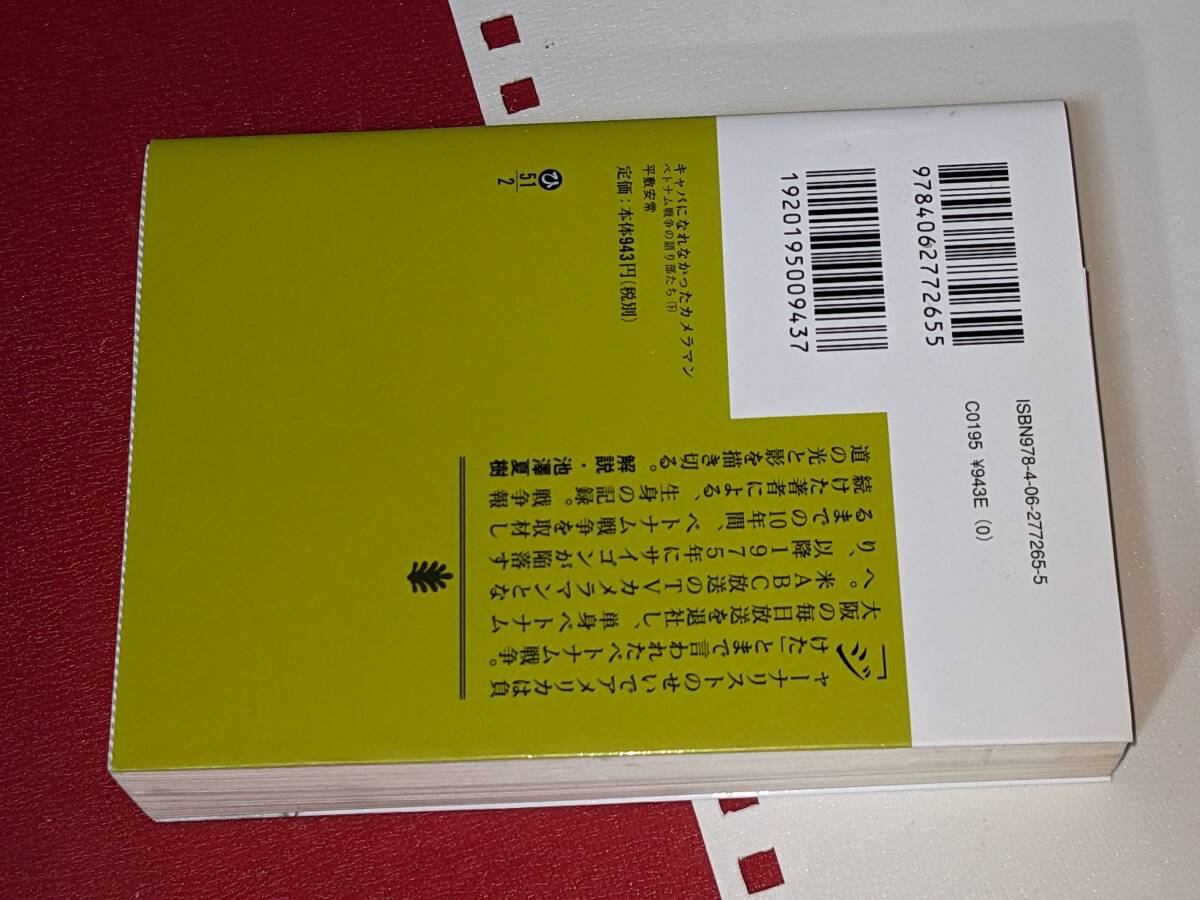 9784062772655
1920195009437
ISBN978-4-06-277265-5
C0195 ¥943E (0)
キャパになれなかったカメラマン
ベトナム戦争の語り部たち(下)
平敷安常
定価:本体943円(税別)
ひ
51
2
「ジャーナリストのせいでアメリカは負
けた」とまで言われたベトナム戦争。
大阪の毎日放送を退社し、単身ベトナム
へ。米ABC放送のTVカメラマンとな
り、以降1975年にサイゴンが陥落す
るまでの10年間、ベトナム戦争を取材し
続けた著者による、生身の記録。戦争報
道の光と影を描き切る。解説・池澤夏樹